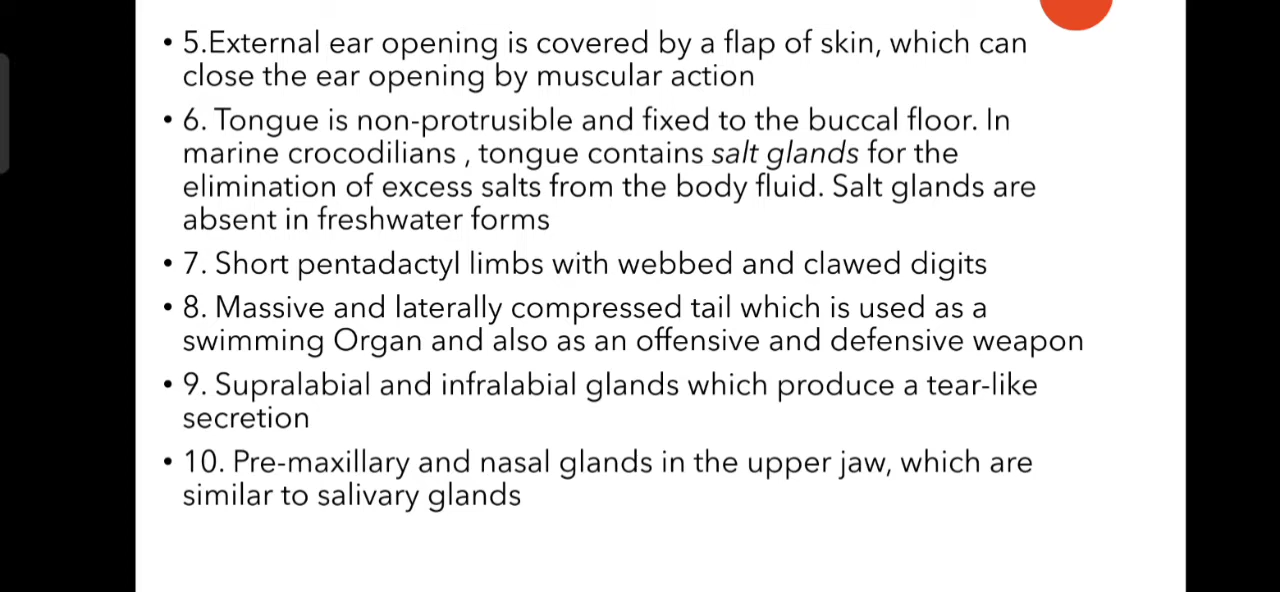 • 5.External ear opening is covered by a flap of skin, which can
close the ear opening by muscular action
• 6. Tongue is non-protrusible and fixed to the buccal floor. In
marine crocodilians , tongue contains salt glands for the
elimination of excess salts from the body fluid. Salt glands are
absent in freshwater forms
• 7. Short pentadactyl limbs with webbed and clawed digits
• 8. Massive and laterally compressed tail which is used as a
swimming Organ and also as an offensive and defensive weapon
• 9. Supralabial and infralabial glands which produce a tear-like
secretion
• 10. Pre-maxillary and nasal glands in the upper jaw, which are
similar to salivary glands